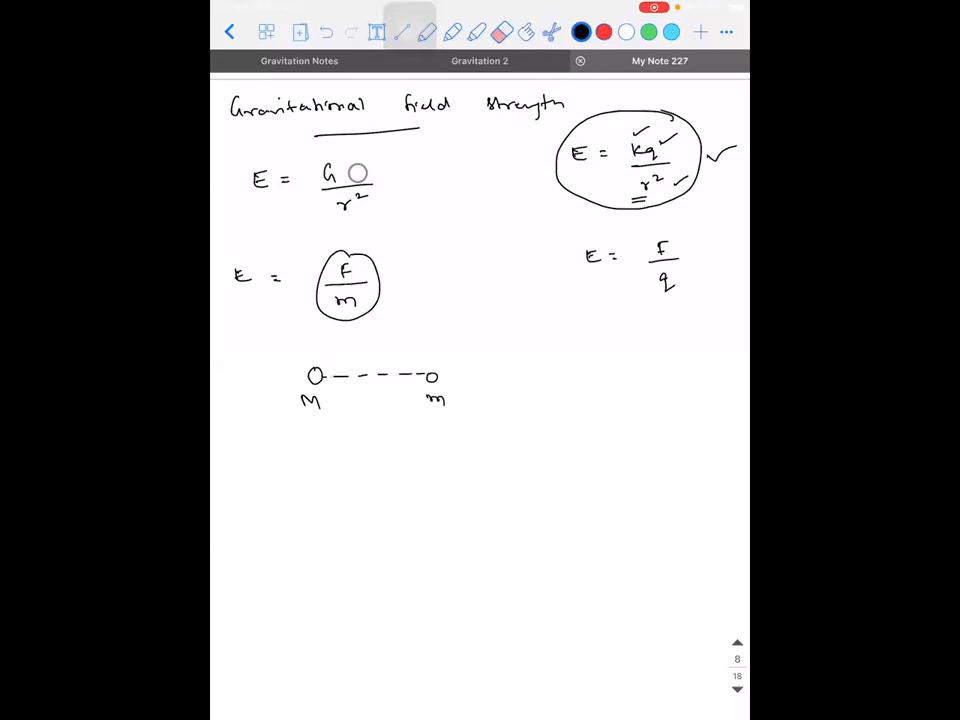 Gravitation Notes
Gravitation 2
My Note 227
Gravitational field strength
E = G / r²
E = kq / r²
E = F / m
E = F / q
M m
8
18